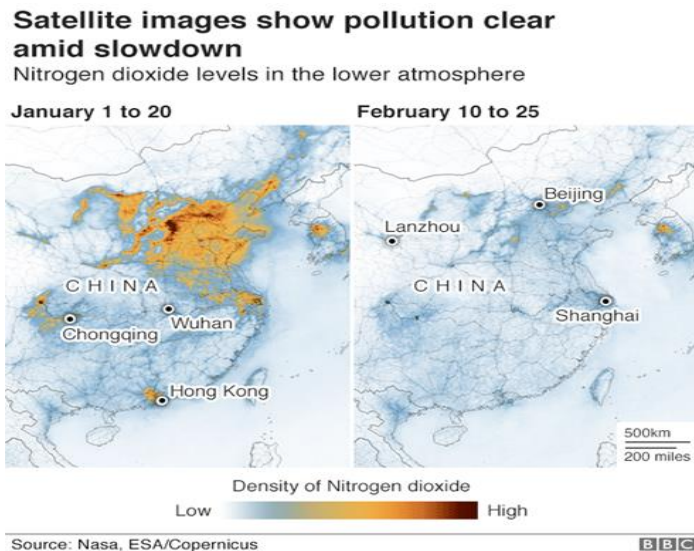 Satellite images show pollution clear
amid slowdown
Nitrogen dioxide levels in the lower atmosphere
January 1 to 20
February 10 to 25
CHINA
Chongqing
Wuhan
Hong Kong
Beijing
Lanzhou
CHINA
Shanghai
500km
200 miles
Density of Nitrogen dioxide
Low
High
Source: Nasa, ESA/Copernicus
BBC